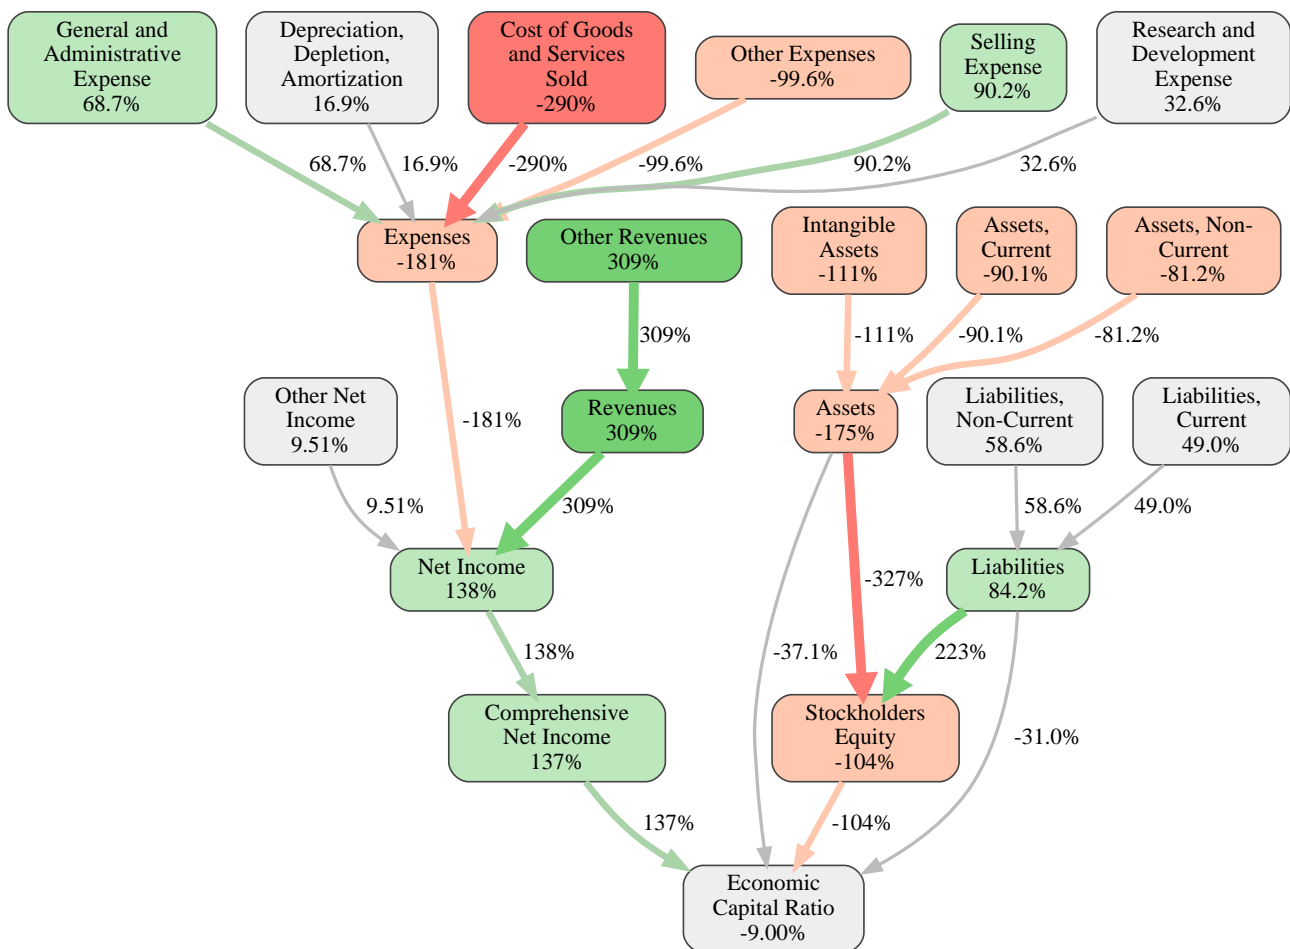 General and
Administrative
Expense
68.7%
Depreciation,
Depletion,
Amortization
16.9%
Cost of Goods
and Services
Sold
-290%
Other Expenses
-99.6%
Selling
Expense
90.2%
Research and
Development
Expense
32.6%
68.7%
16.9%
-290%
-99.6%
90.2%
32.6%
Expenses
-181%
Other Revenues
309%
Intangible
Assets
-111%
Assets,
Current
-90.1%
Assets, Non-
Current
-81.2%
309%
-111%
-90.1%
-81.2%
Other Net
Income
9.51%
-181%
Revenues
309%
Assets
-175%
Liabilities,
Non-Current
58.6%
Liabilities,
Current
49.0%
9.51%
309%
58.6%
49.0%
Net Income
138%
-327%
Liabilities
84.2%
138%
-37.1%
223%
Comprehensive
Net Income
137%
Stockholders
Equity
-104%
-31.0%
137%
-104%
Economic
Capital Ratio
-9.00%